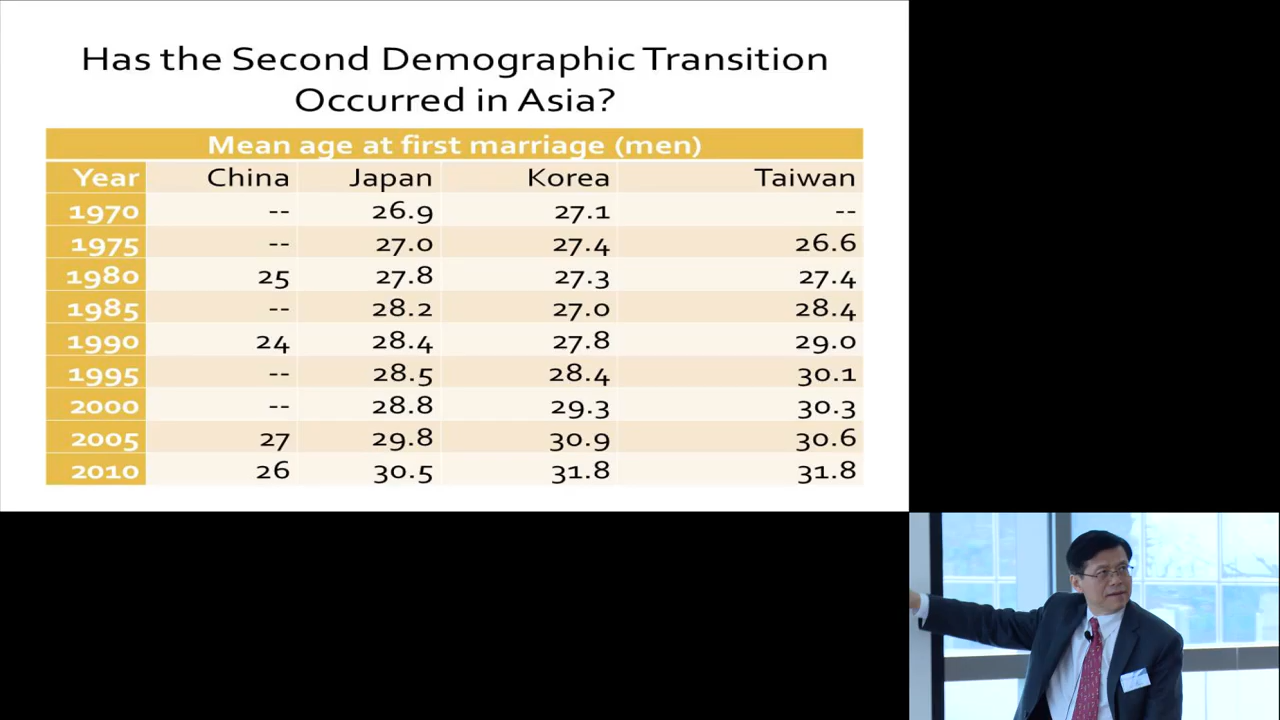 Has the Second Demographic Transition
Occurred in Asia?
Mean age at first marriage (men)
Year China Japan Korea Taiwan
1970 -- 26.9 27.1 --
1975 -- 27.0 27.4 26.6
1980 25 27.8 27.3 27.4
1985 -- 28.2 27.0 28.4
1990 24 28.4 27.8 29.0
1995 -- 28.5 28.4 30.1
2000 -- 28.8 29.3 30.3
2005 27 29.8 30.9 30.6
2010 26 30.5 31.8 31.8